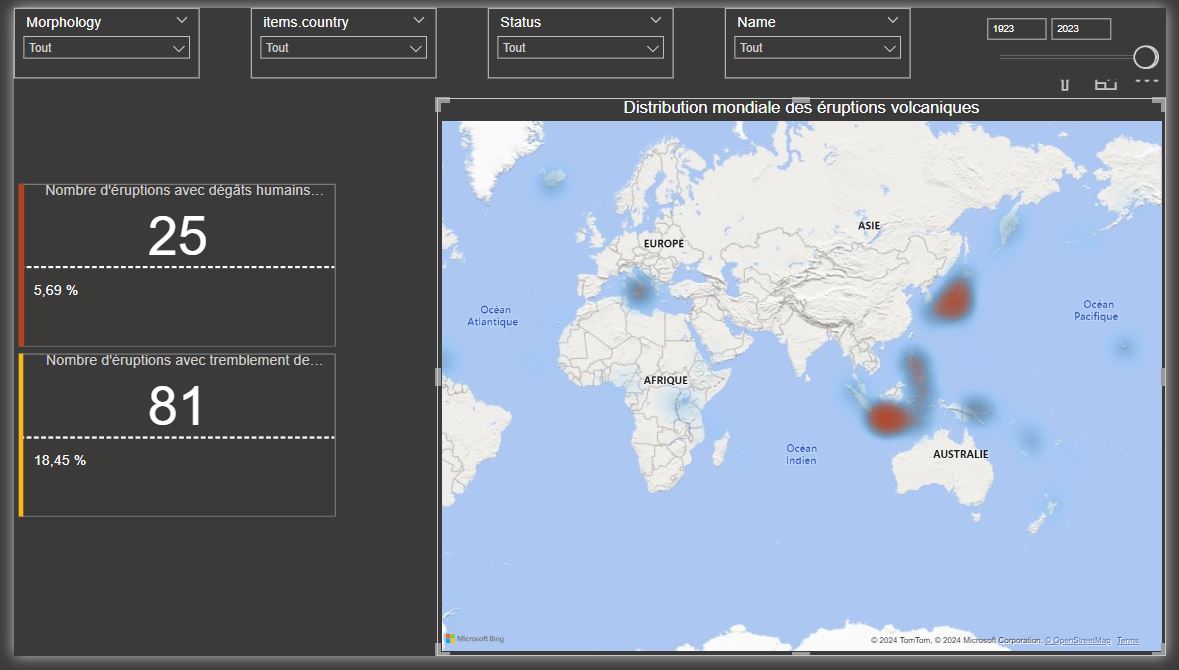 Morphology
Tout
items.country
Tout
Status
Tout
Name
Tout
1923
2023
Nombre d'éruptions avec dégâts humains...
25
5,69 %
Nombre d'éruptions avec tremblement de...
81
18,45 %
Distribution mondiale des éruptions volcaniques
ASIE
EUROPE
Océan
Atlantique
Océan
Pacifique
AFRIQUE
Océan
Indien
AUSTRALIE
Microsoft Bing
© 2024 TomTom, © 2024 Microsoft Corporation, © OpenStreetMap Terms